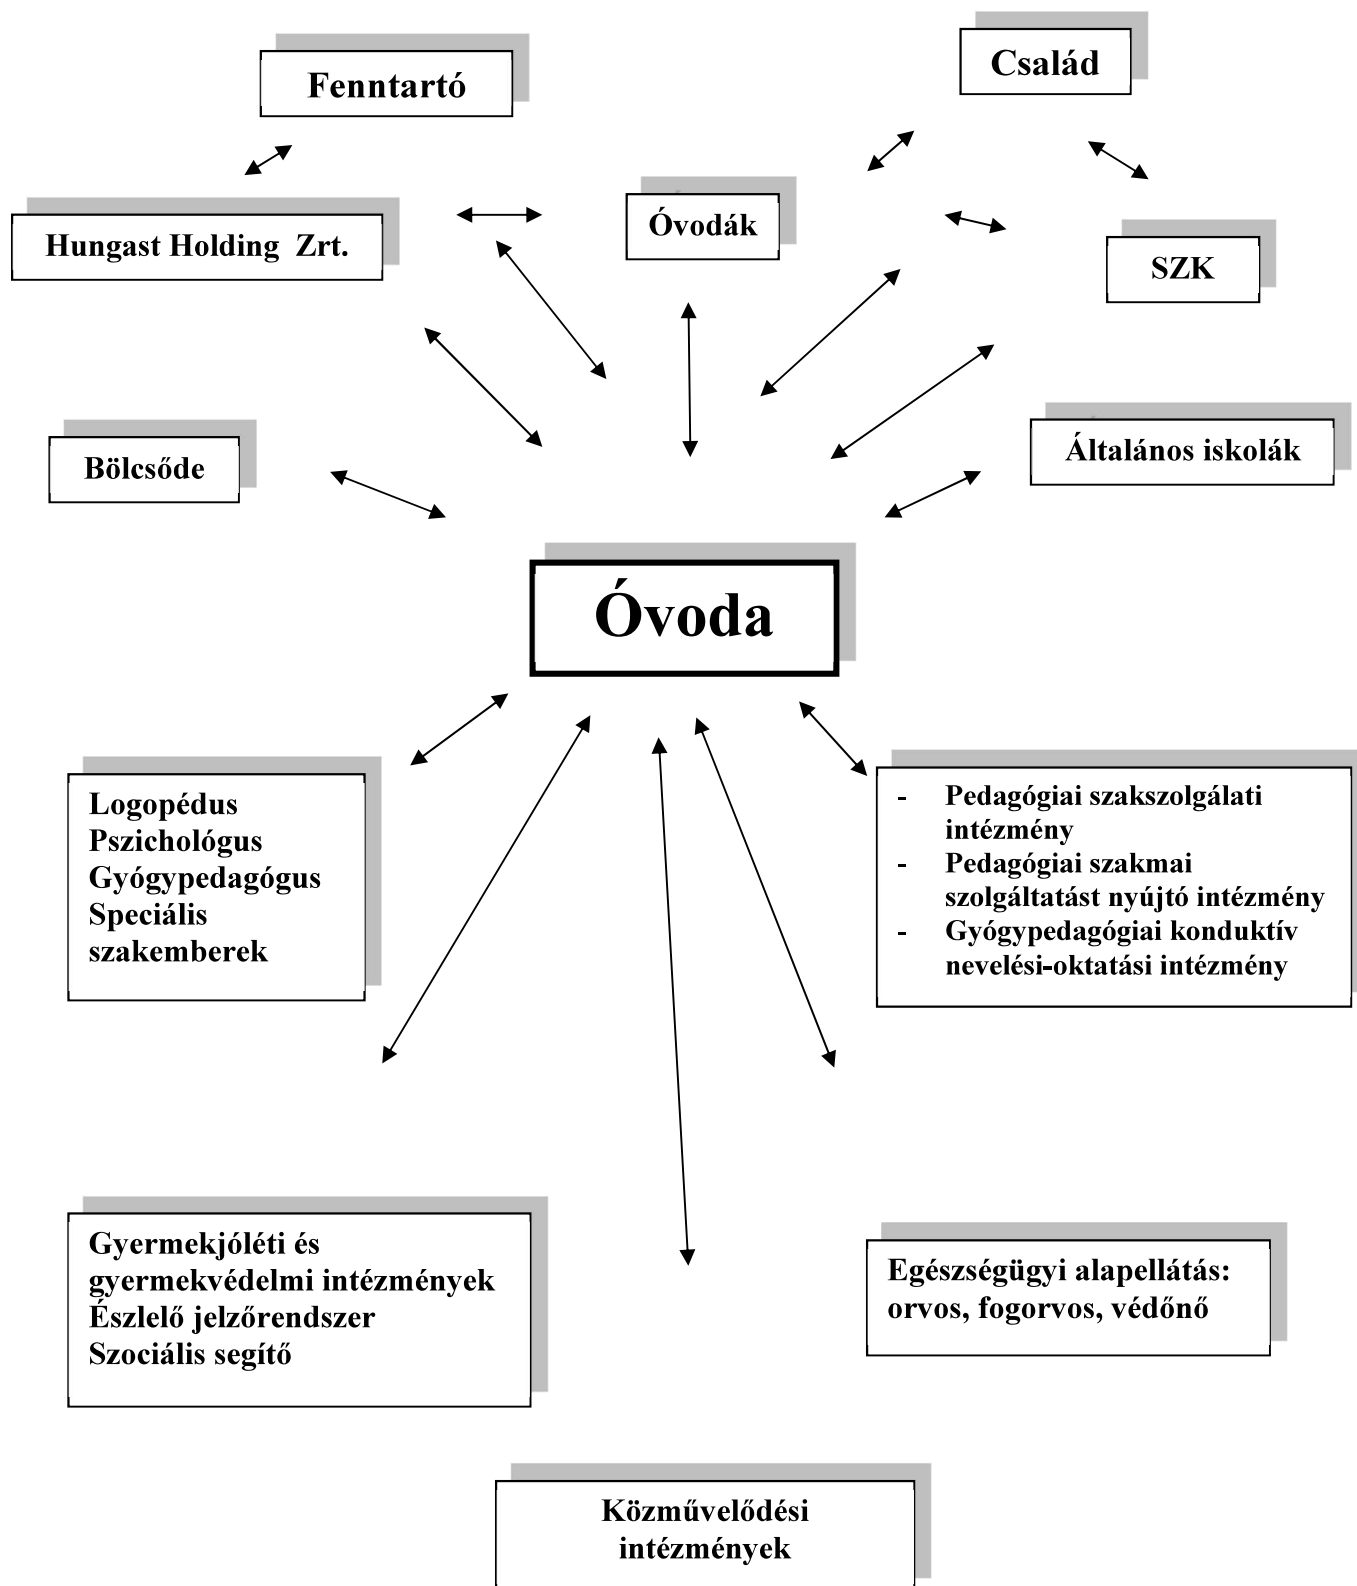 Fenntartó
Család
Hungast Holding Zrt.
Óvodák
SZK
Bölcsőde
Általános iskolák
Óvoda
Logopédus
Pszichológus
Gyógypedagógus
Speciális
szakemberek
- Pedagógiai szakszolgálati
intézmény
- Pedagógiai szakmai
szolgáltatást nyújtó intézmény
- Gyógypedagógiai konduktív
nevelési-oktatási intézmény
Gyermekjóléti és
gyermekvédelmi intézmények
Észlelő jelzőrendszer
Szociális segítő
Egészségügyi alapellátás:
orvos, fogorvos, védőnő
Közművelődési
intézmények